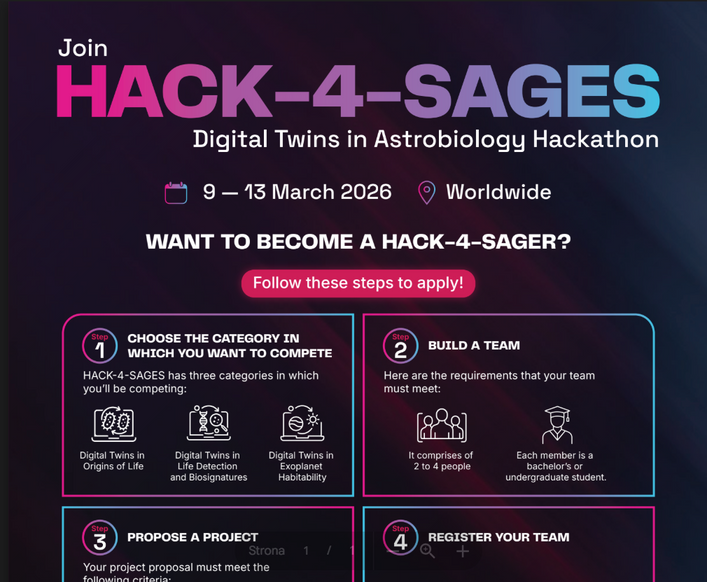 Join
HACK-4-SAGES
Digital Twins in Astrobiology Hackathon
9 — 13 March 2026
Worldwide
WANT TO BECOME A HACK-4-SAGER?
Follow these steps to apply!
Step
1
CHOOSE THE CATEGORY IN
WHICH YOU WANT TO COMPETE
HACK-4-SAGES has three categories in which
you'll be competing:
Digital Twins in
Origins of Life
Digital Twins in
Life Detection
and Biosignatures
Digital Twins in
Exoplanet
Habitability
Step
2
BUILD A TEAM
Here are the requirements that your team
must meet:
It comprises of
2 to 4 people
Each member is a
bachelor's or
undergraduate student.
Step
3
PROPOSE A PROJECT
Your project proposal must meet the
following criteria:
Step
4
REGISTER YOUR TEAM
Strona 1 / 1